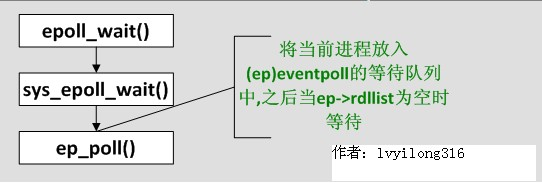 epoll_wait()
sys_epoll_wait()
ep_poll()
将当前进程放入
(ep)eventpoll的等待队列
中,之后当ep->rdllist为空时
等待
作者：lvyilong316